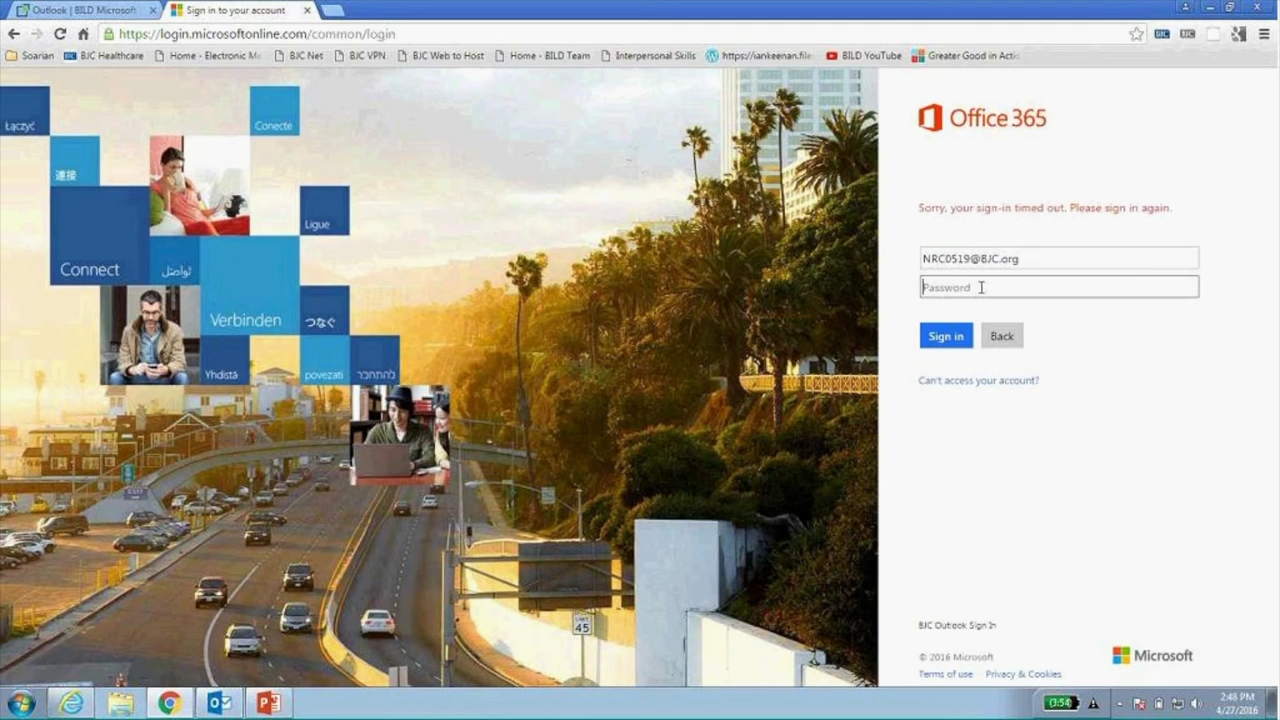 Outlook | BILD Microsoft
Sign in to your account
https://login.microsoftonline.com/common/login
Soarian
BJC Healthcare
Home - Electronic Me
BJC Net
BJC VPN
BJC Web to Host
Home - BILD Team
Interpersonal Skills
https://iankeenan.file
BILD YouTube
Greater Good in Actio
Łączyć
Conecte
連接
Ligue
Connect
تواصَل
Verbinden
つなぐ
Yhdistä
povezati
להתחבר
45
Office 365
Sorry, your sign-in timed out. Please sign in again.
NRC0519@BJC.org
Password
Sign in
Back
Can't access your account?
BJC Outlook Sign In
© 2016 Microsoft
Microsoft
Terms of use
Privacy & Cookies
(3:54)
2:48 PM
4/27/2016